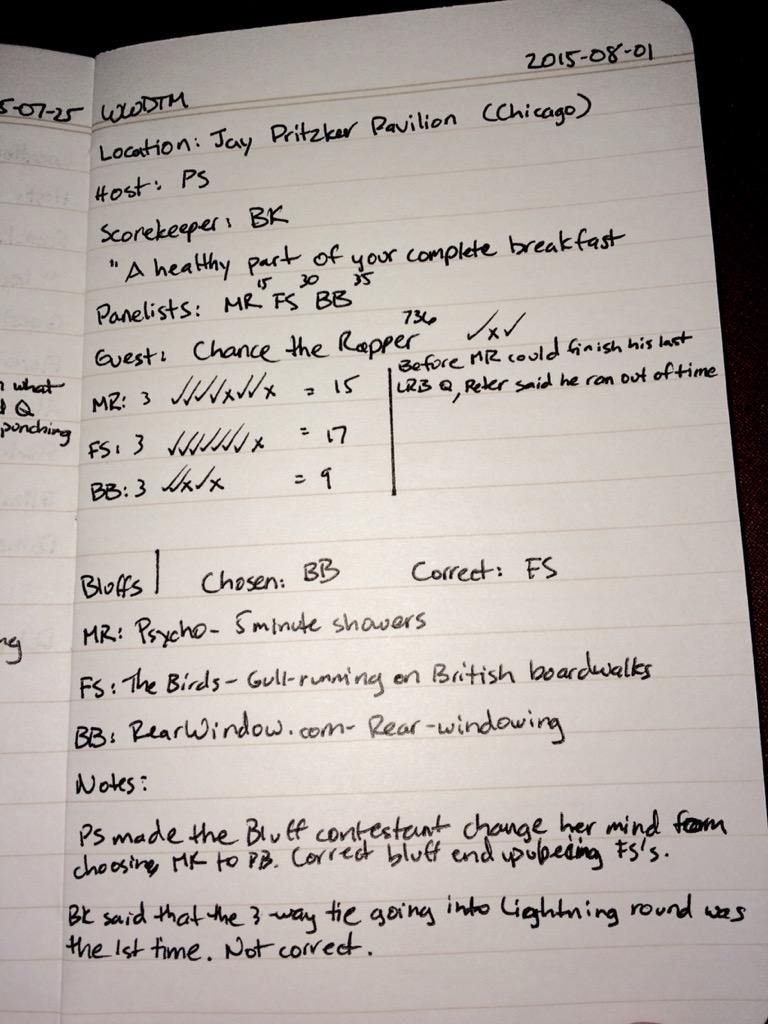 5-07-25
what
Q
punching
2015-08-01
WWDTM
Location: Jay Pritzker Pavilion (Chicago)
Host: PS
Scorekeeper: BK
"A healthy part of your complete breakfast
15 30 35
Panelists: MR FS BB
Guest: Chance the Rapper 736 ✓x✓
Before MR could finish his last
LRB Q, Peter said he ran out of time
MR: 3 ✓✓✓✓x✓✓x = 15
FS: 3 ✓✓✓✓✓✓✓x = 17
BB: 3 ✓✓x✓x = 9
Bluffs | Chosen: BB Correct: FS
MR: Psycho- 5 minute showers
FS: The Birds - Gull-running on British boardwalks
BB: RearWindow.com- Rear-windowing
Notes:
PS made the Bluff contestant change her mind from
choosing MR to BB. Correct bluff end up being FS's.
BK said that the 3-way tie going into Lightning round was
the 1st time. Not correct.